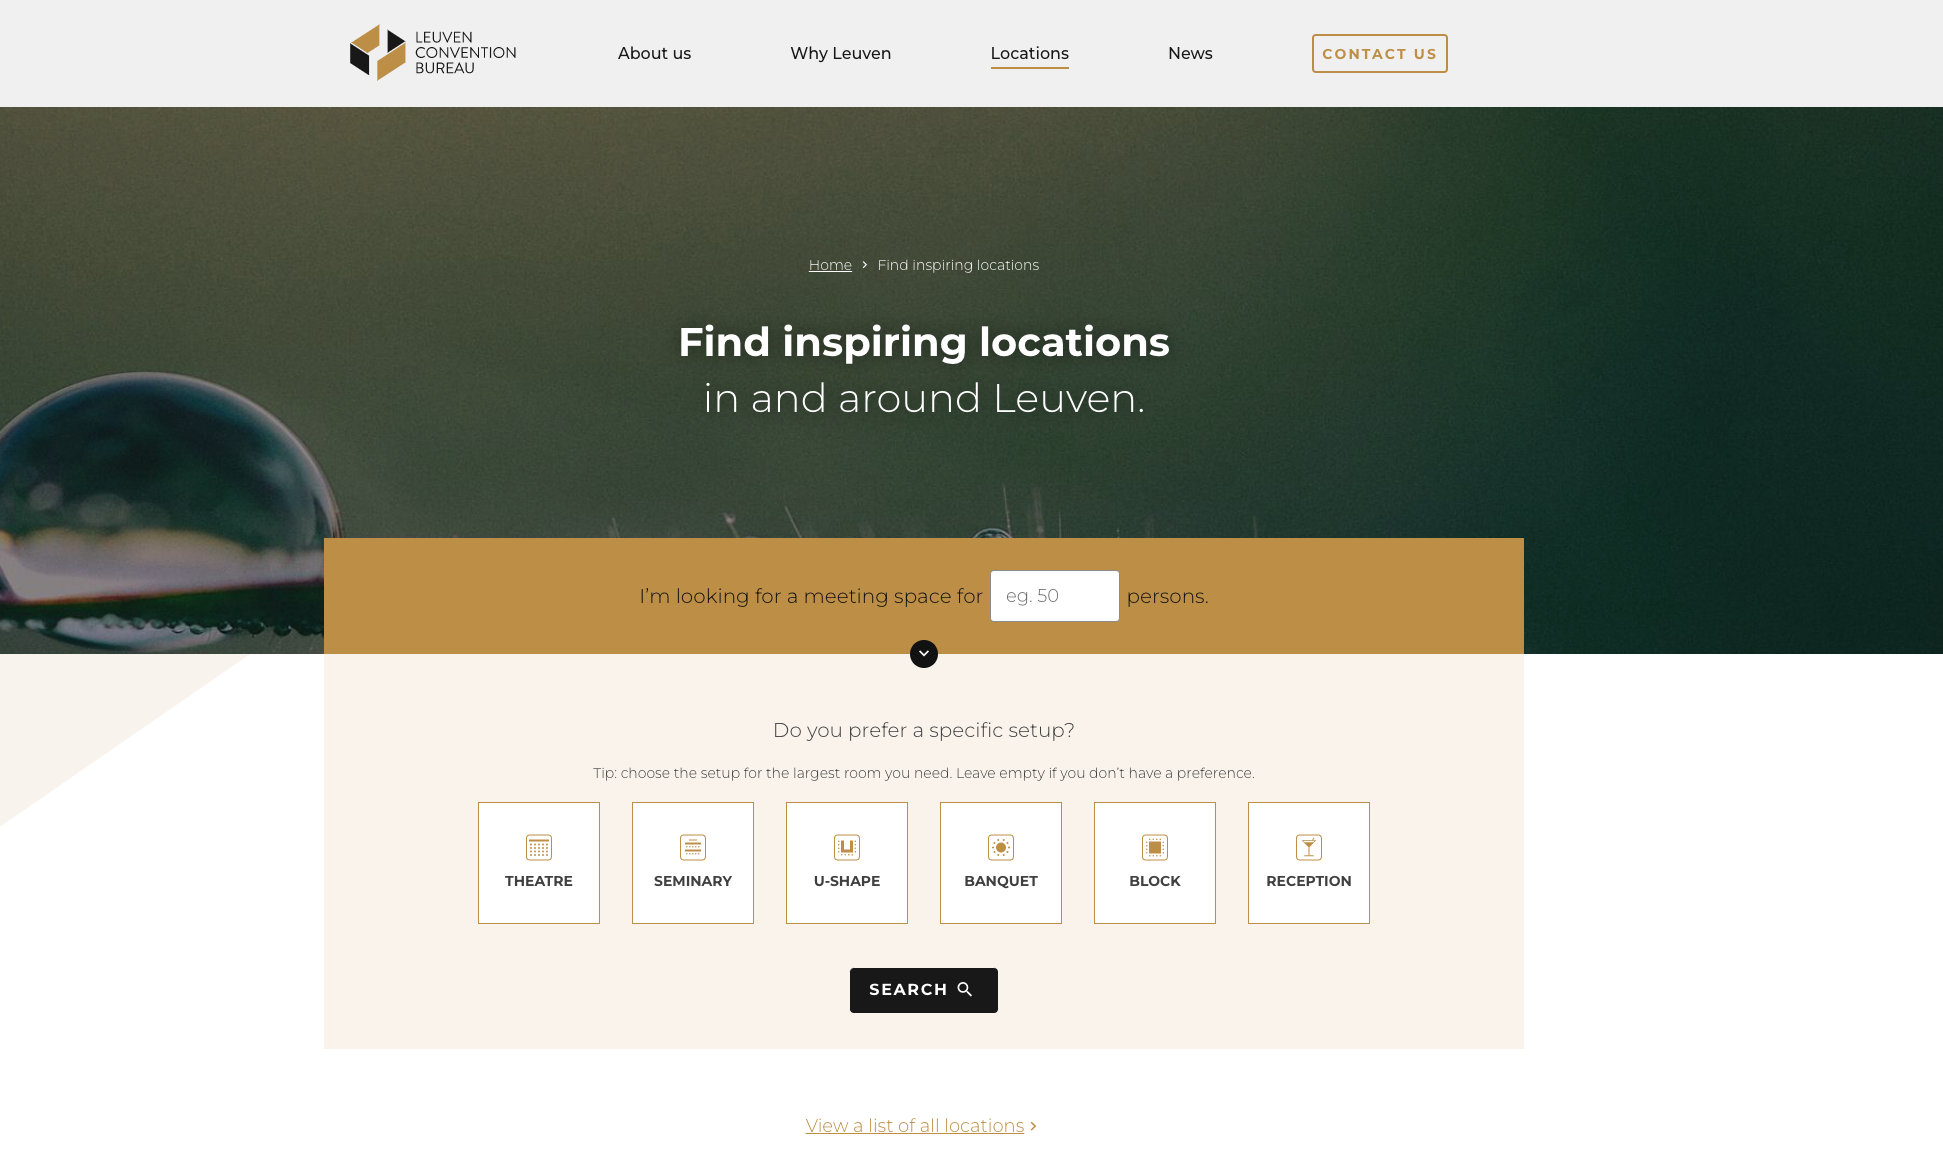 LEUVEN
CONVENTION
BUREAU
About us
Why Leuven
Locations
News
CONTACT US
Home > Find inspiring locations
Find inspiring locations
in and around Leuven.
I'm looking for a meeting space for eg. 50 persons.
Do you prefer a specific setup?
Tip: choose the setup for the largest room you need. Leave empty if you don't have a preference.
THEATRE
SEMINARY
U-SHAPE
BANQUET
BLOCK
RECEPTION
SEARCH
View a list of all locations >